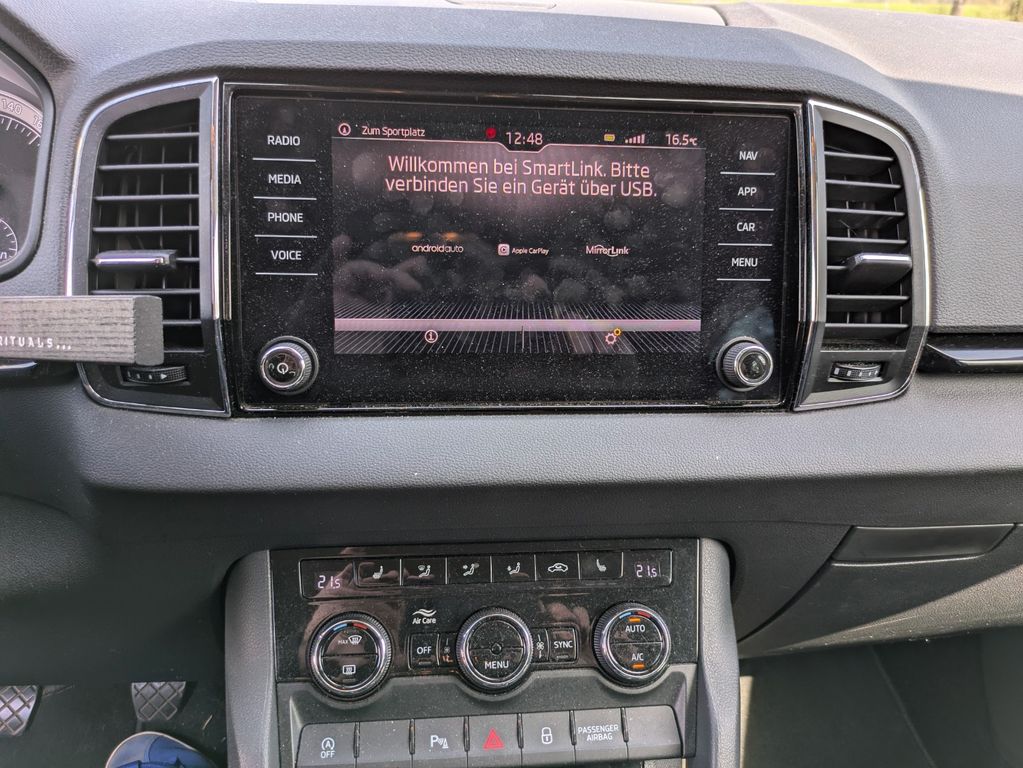 140
RADIO
MEDIA
PHONE
VOICE
Zum Sportplatz
12:48
16.5°C
Willkommen bei SmartLink. Bitte
verbinden Sie ein Gerät über USB.
androidauto
Apple CarPlay
MirrorLink
NAV
APP
CAR
MENU
RITUALS...
21.5
21.5
Air Care
MAX
OFF
MENU
SYNC
AUTO
A/C
OFF
P
PASSENGER
AIRBAG